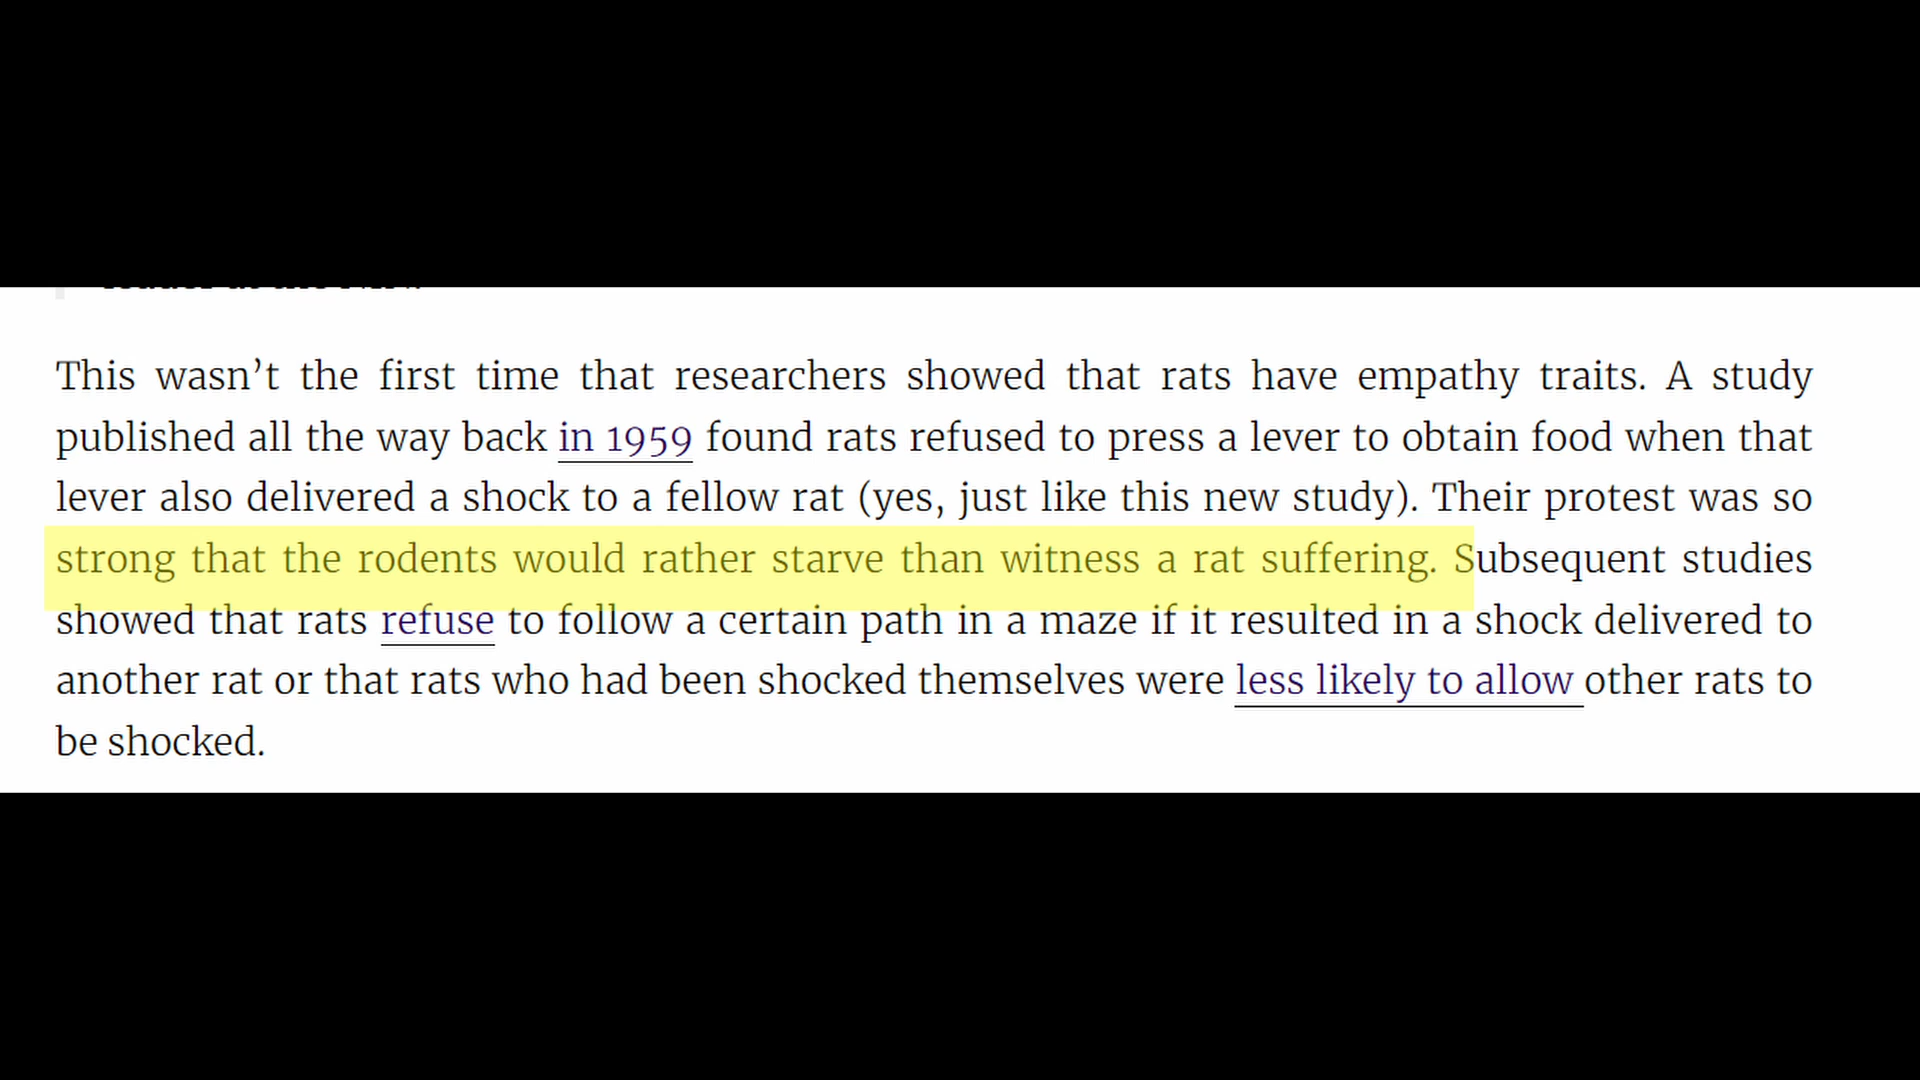 This wasn’t the first time that researchers showed that rats have empathy traits. A study
published all the way back in 1959 found rats refused to press a lever to obtain food when that
lever also delivered a shock to a fellow rat (yes, just like this new study). Their protest was so
strong that the rodents would rather starve than witness a rat suffering. Subsequent studies
showed that rats refuse to follow a certain path in a maze if it resulted in a shock delivered to
another rat or that rats who had been shocked themselves were less likely to allow other rats to
be shocked.